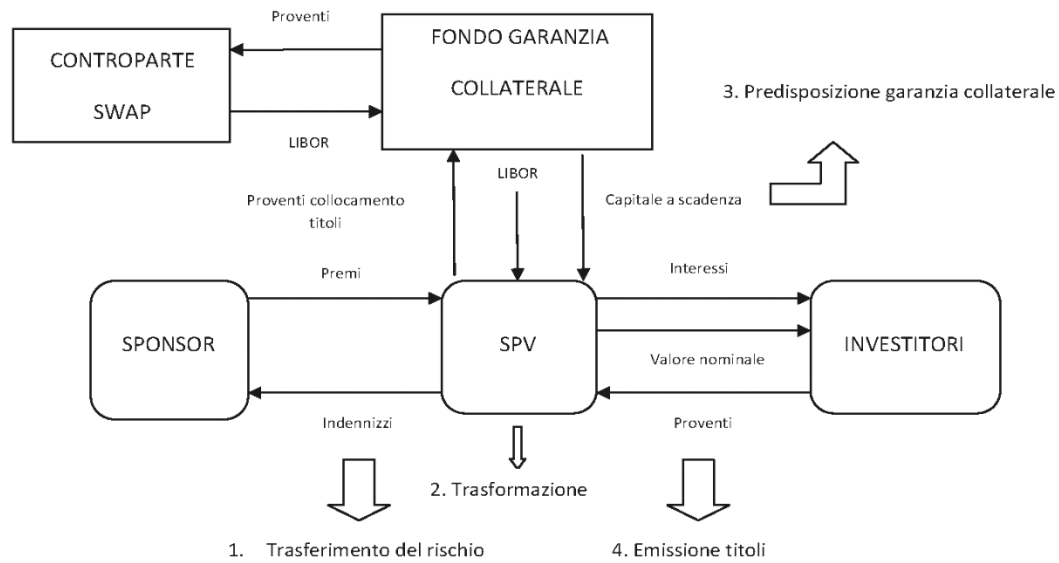 Proventi
CONTROPARTE
SWAP
FONDO GARANZIA
COLLATERALE
LIBOR
3. Predisposizione garanzia collaterale
Proventi collocamento
titoli
LIBOR
Capitale a scadenza
Premi
Interessi
SPONSOR
SPV
INVESTITORI
Valore nominale
Indennizzi
Proventi
2. Trasformazione
1. Trasferimento del rischio
4. Emissione titoli